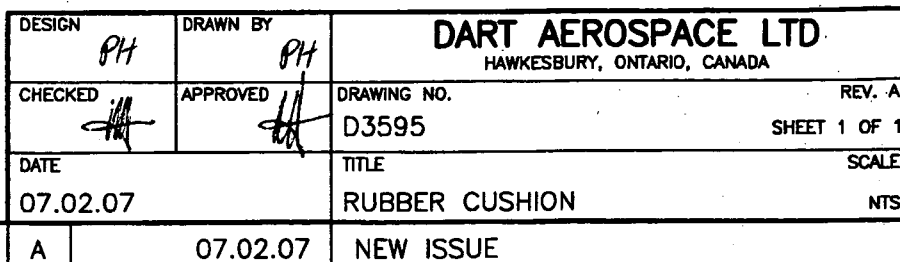 DESIGN
PH
DRAWN BY
PH
DART AEROSPACE LTD
HAWKESBURY, ONTARIO, CANADA
CHECKED
APPROVED
DRAWING NO.
REV. A
D3595
SHEET 1 OF 1
DATE
TITLE
SCALE
07.02.07
RUBBER CUSHION
NTS
A
07.02.07
NEW ISSUE